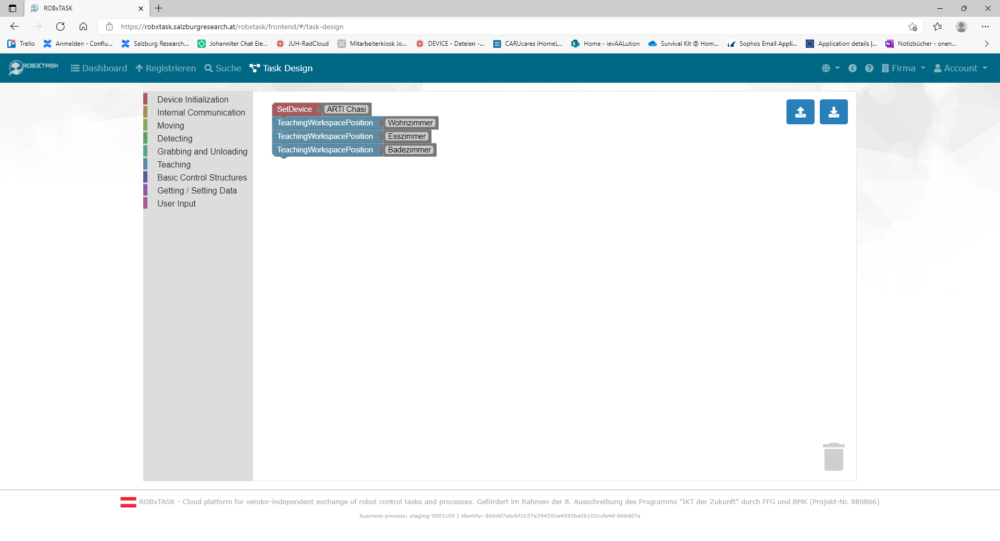 ROBxTASK
https://robxtask.salzburgresearch.at/robxtask/frontend/#/task-design
Trello
Anmelden - Conflu...
Salzburg Research...
Johanniter Chat Ele...
JUH-RadCloud
Mitarbeiterkiosk Jo...
DEVICE - Dateien -...
CARUcares iHomeL...
Home - ievAALution
Survival Kit @ Hom...
Sophos Email Appli...
Application details |...
Notizbücher - onen...
ROBXTASK
Dashboard
Registrieren
Suche
Task Design
Firma
Account
Device Initialization
Internal Communication
Moving
Detecting
Grabbing and Unloading
Teaching
Basic Control Structures
Getting / Setting Data
User Input
SetDevice ARTI Chasi
TeachingWorkspacePosition Wohnzimmer
TeachingWorkspacePosition Esszimmer
TeachingWorkspacePosition Badezimmer
ROBxTASK - Cloud platform for vendor-independent exchange of robot control tasks and processes. Gefördert im Rahmen der 8. Ausschreibung des Programms "IKT der Zukunft" durch FFG und BMK (Projekt-Nr. 880866)
business-process: staging-9001c09 | identity: 866dd7ebcbf1b37e394500a4593ba0b102ccfe4d-866dd7e